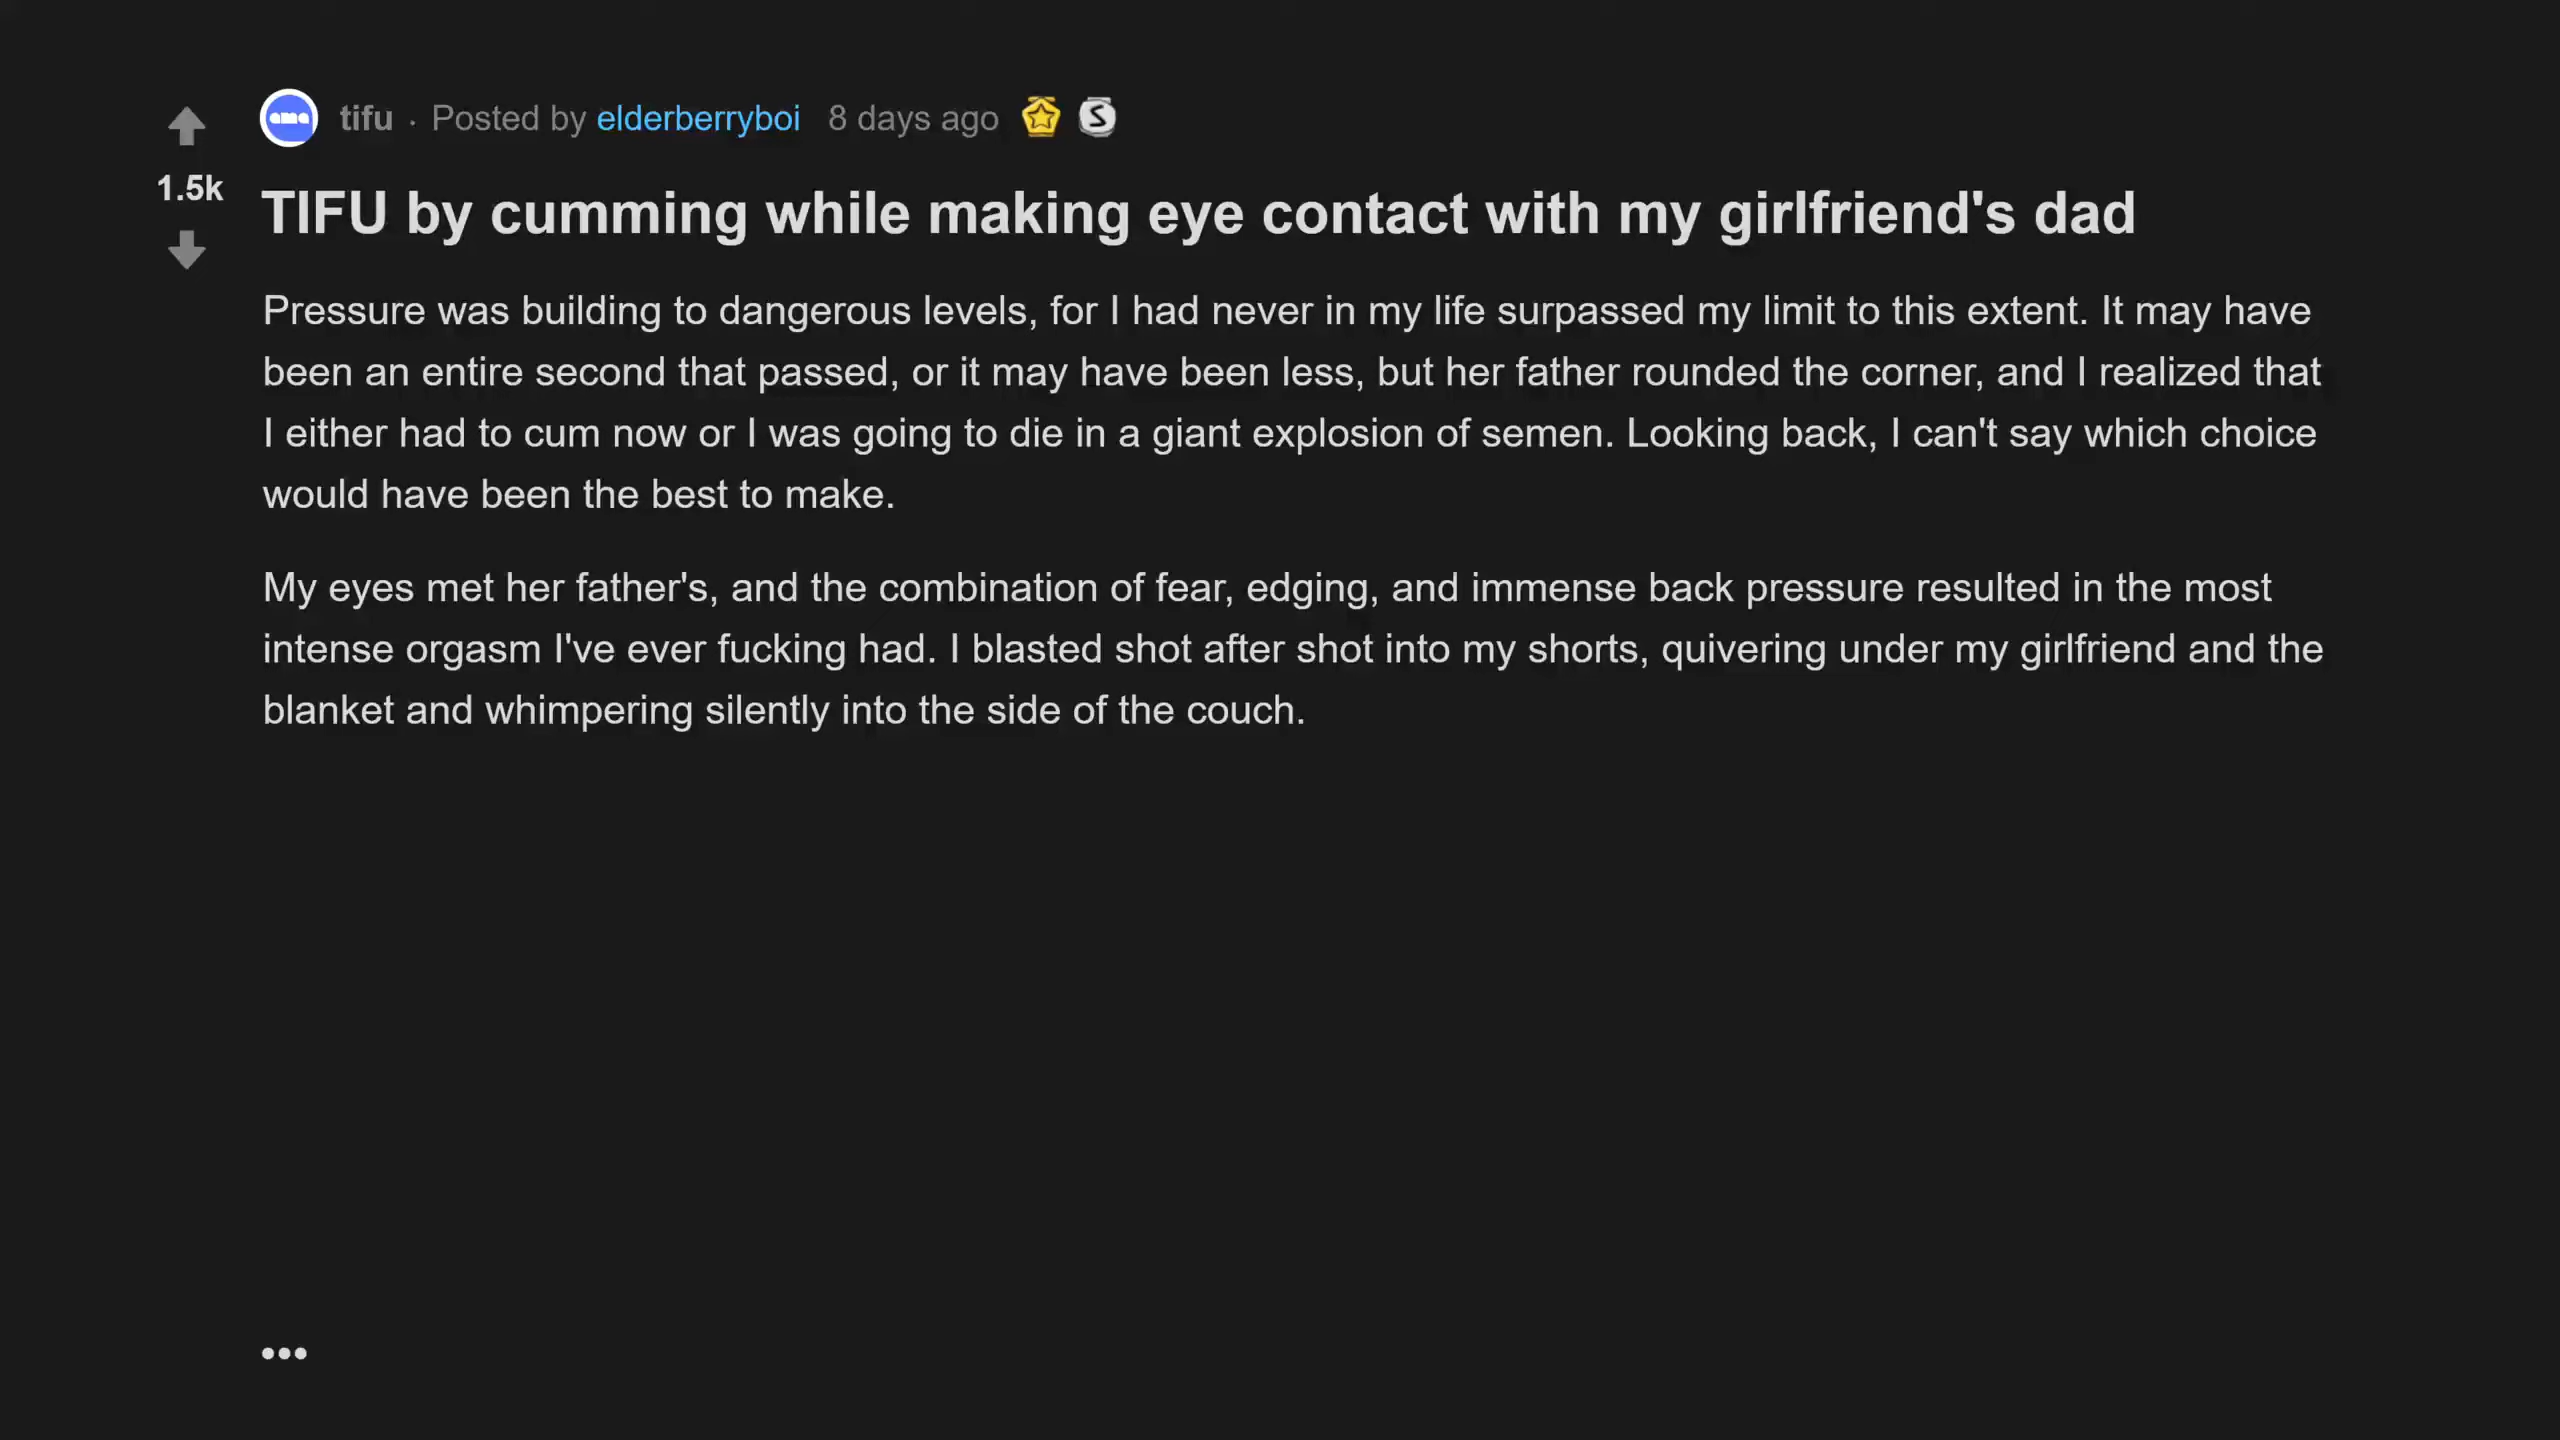 tifu · Posted by elderberryboi 8 days ago
1.5k
TIFU by cumming while making eye contact with my girlfriend's dad
Pressure was building to dangerous levels, for I had never in my life surpassed my limit to this extent. It may have
been an entire second that passed, or it may have been less, but her father rounded the corner, and I realized that
I either had to cum now or I was going to die in a giant explosion of semen. Looking back, I can't say which choice
would have been the best to make.
My eyes met her father's, and the combination of fear, edging, and immense back pressure resulted in the most
intense orgasm I've ever fucking had. I blasted shot after shot into my shorts, quivering under my girlfriend and the
blanket and whimpering silently into the side of the couch.